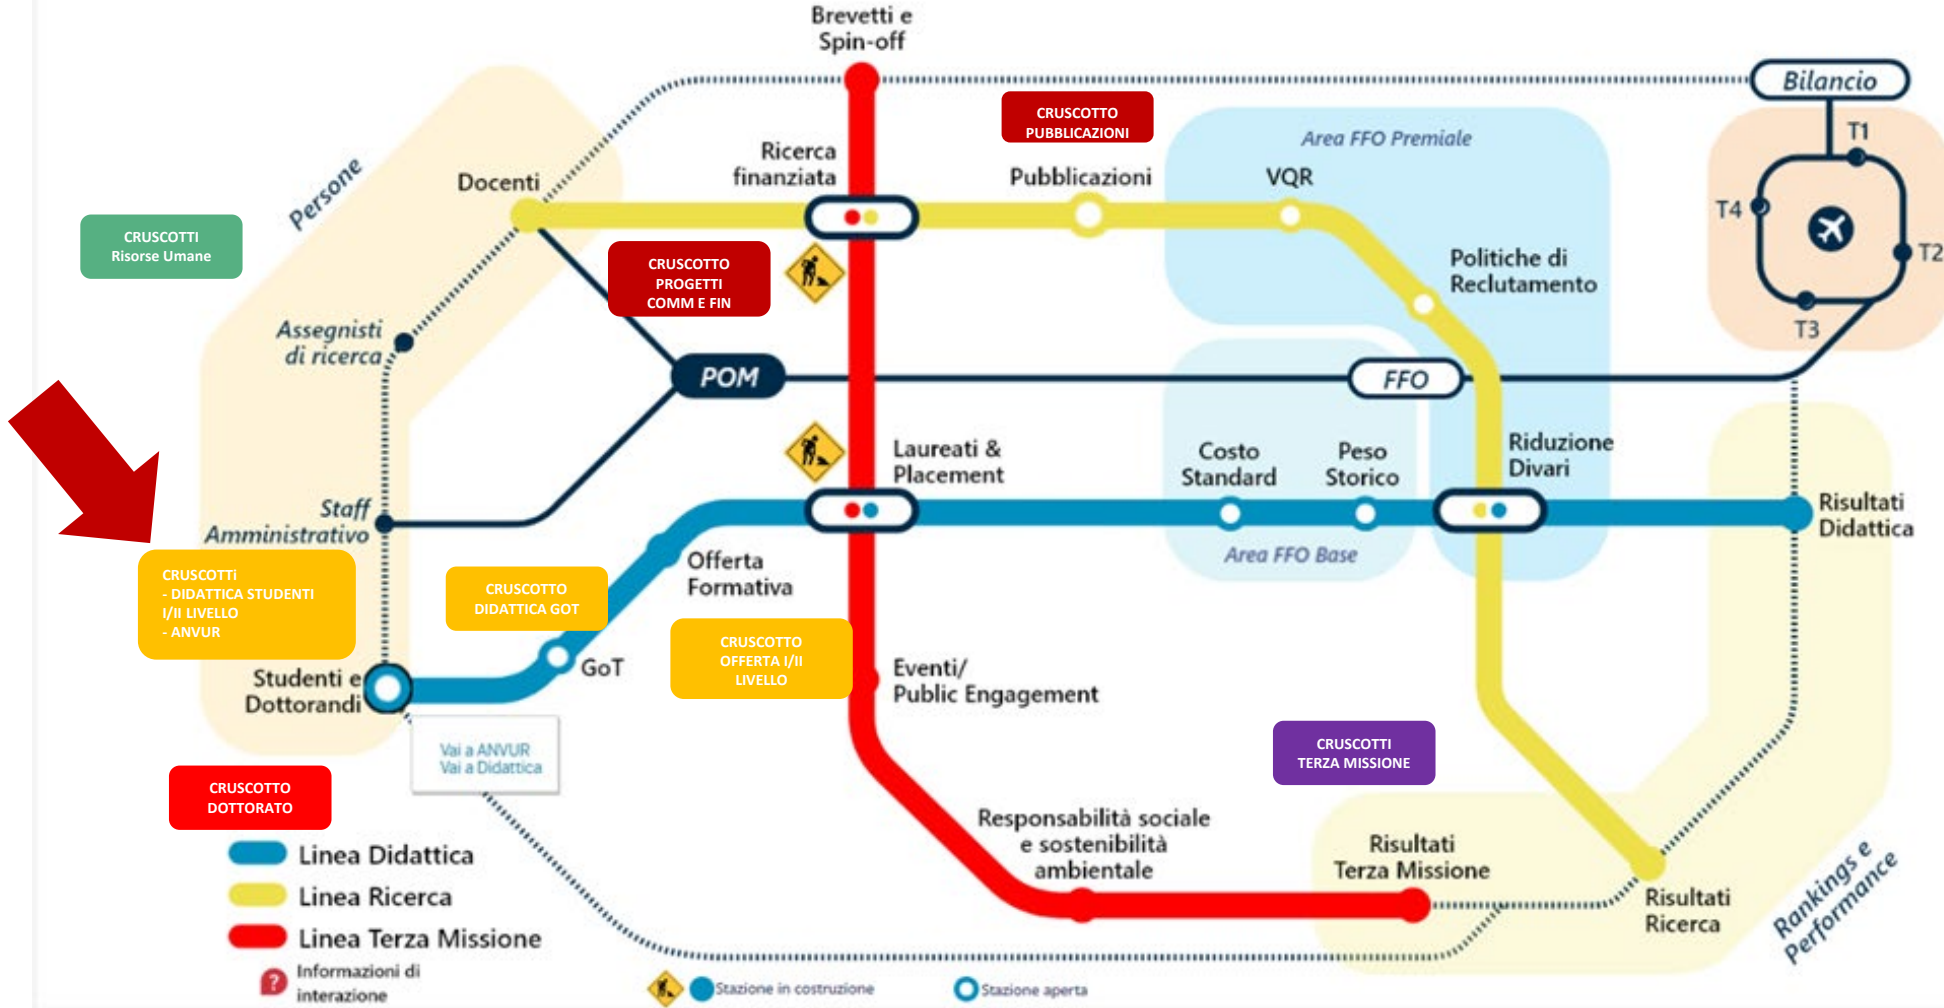 Brevetti e
Spin-off
Bilancio
CRUSCOTTO
PUBBLICAZIONI
Area FFO Premiale
T1
Ricerca
finanziata
Persone
Docenti
Pubblicazioni
VQR
T4
T2
CRUSCOTTI
Risorse Umane
CRUSCOTTO
PROGETTI
COMM E FIN
Politiche di
Reclutamento
Assegnisti
di ricerca
T3
POM
FFO
Laureati &
Placement
Costo
Standard
Peso
Storico
Riduzione
Divari
Staff
Amministrativo
Risultati
Didattica
Area FFO Base
Offerta
Formativa
CRUSCOTTi
- DIDATTICA STUDENTI
I/II LIVELLO
- ANVUR
CRUSCOTTO
DIDATTICA GOT
CRUSCOTTO
OFFERTA I/II
LIVELLO
GoT
Studenti e
Dottorandi
Eventi/
Public Engagement
Vai a ANVUR
Vai a Didattica
CRUSCOTTI
TERZA MISSIONE
CRUSCOTTO
DOTTORATO
Responsabilità sociale
e sostenibilità
ambientale
Risultati
Terza Missione
Risultati
Ricerca
Rankings e
Performance
Linea Didattica
Linea Ricerca
Linea Terza Missione
?
Informazioni di
interazione
Stazione in costruzione
Stazione aperta